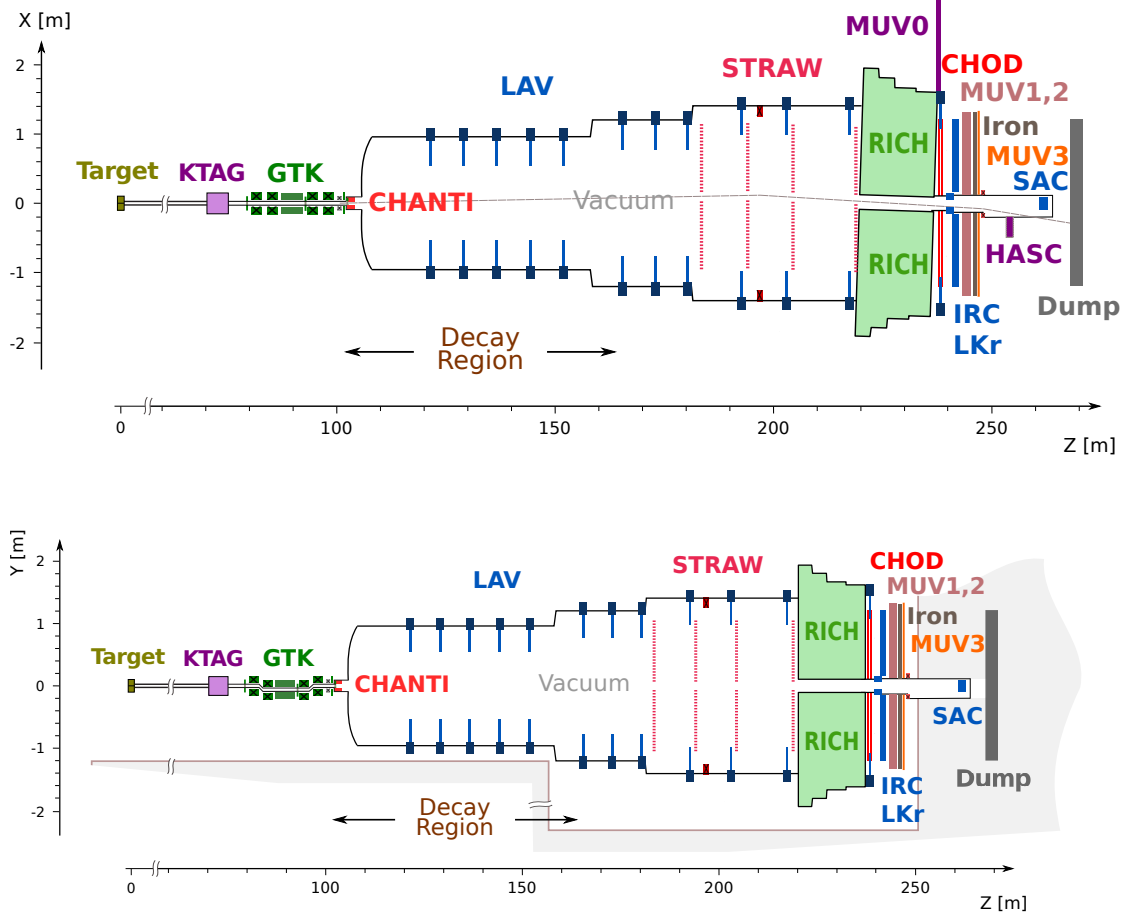 X [m]
MUV0
2
STRAW
CHOD
LAV
MUV1,2
1
Iron
RICH
MUV3
Target
KTAG
GTK
SAC
0
CHANTI
Vacuum
HASC
RICH
-1
Dump
IRC
LKr
Decay
Region
-2
0
100
150
200
250
Z [m]
Y [m]
2
CHOD
STRAW
LAV
MUV1,2
1
Iron
RICH
MUV3
Target
KTAG
GTK
0
CHANTI
Vacuum
SAC
RICH
-1
Dump
IRC
LKr
Decay
Region
-2
0
100
150
200
250
Z [m]